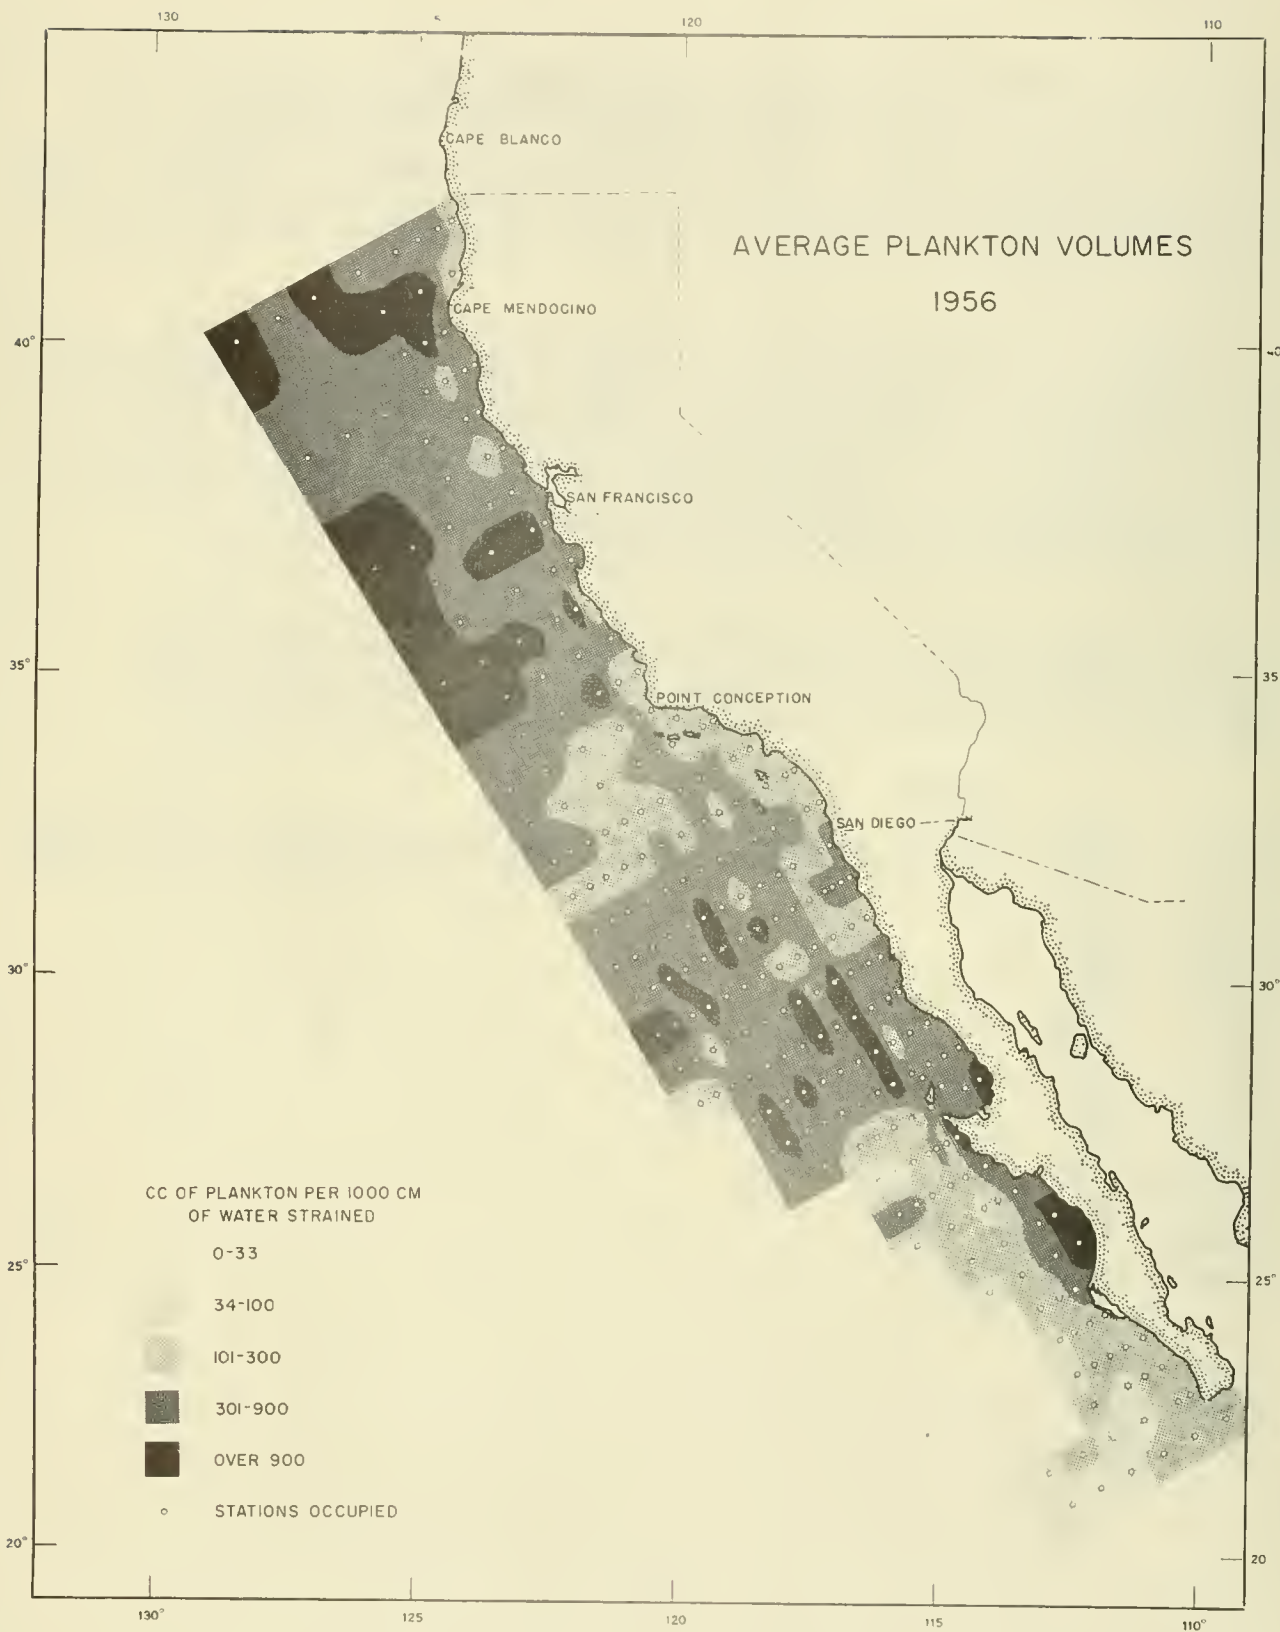 130 120 110
CAPE BLANCO
AVERAGE PLANKTON VOLUMES
1956
CAPE MENDOCINO
40° 40
SAN FRANCISCO
35° 35
POINT CONCEPTION
SAN DIEGO
30° 30°
CC OF PLANKTON PER 1000 CM
OF WATER STRAINED
0-33
25° 25°
34-100
101-300
301-900
OVER 900
STATIONS OCCUPIED
20° 20
130° 125 120 115 110°